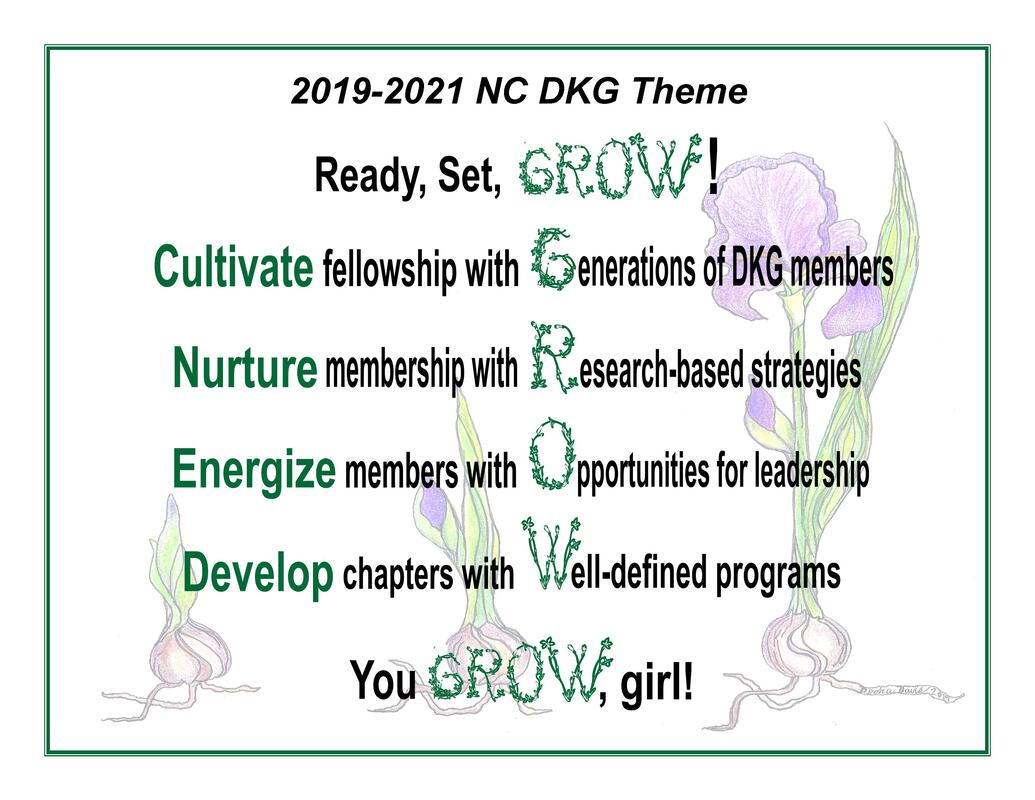 2019-2021 NC DKG Theme
Ready, Set, GROW!
Cultivate fellowship with Generations of DKG members
Nurture membership with Research-based strategies
Energize members with Opportunities for leadership
Develop chapters with Well-defined programs
You GROW, girl!